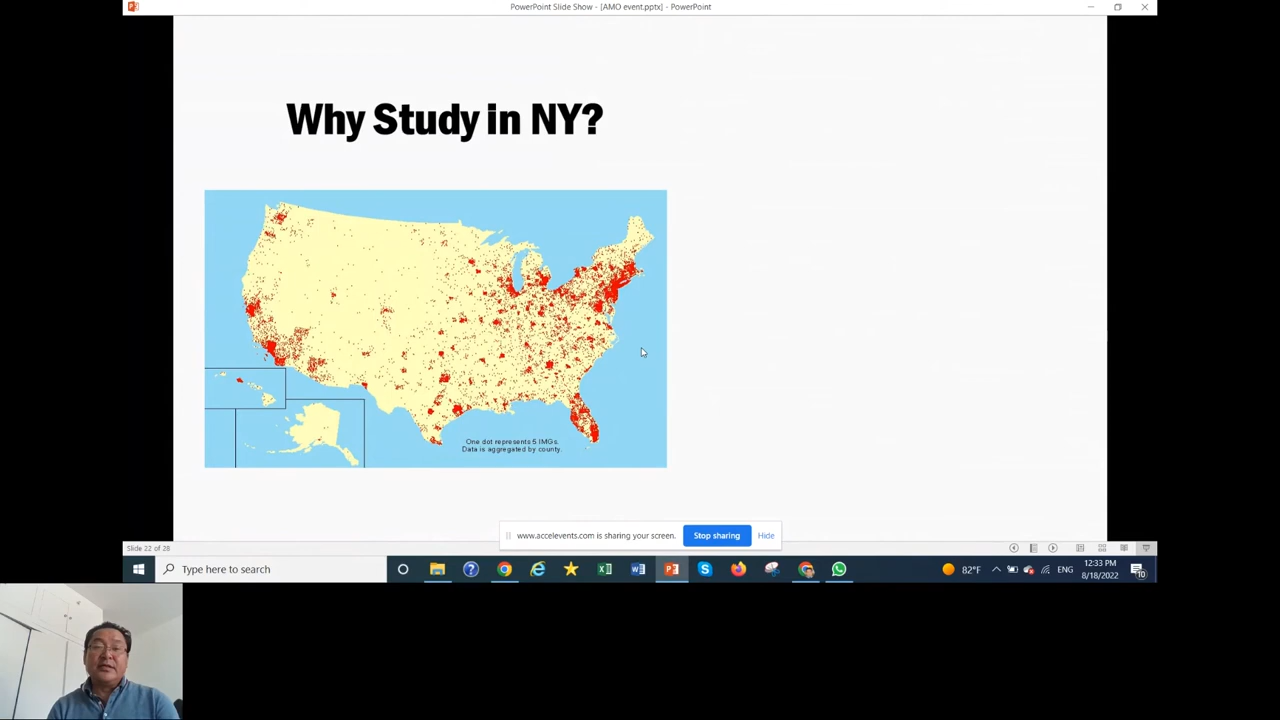 PowerPoint Slide Show - [AMO event.pptx] - PowerPoint
Why Study in NY?
One dot represents 5 IMGs.
Data is aggregated by county.
www.accelevents.com is sharing your screen.
Stop sharing
Hide
Slide 22 of 28
Type here to search
82°F
ENG
12:33 PM
8/18/2022
10